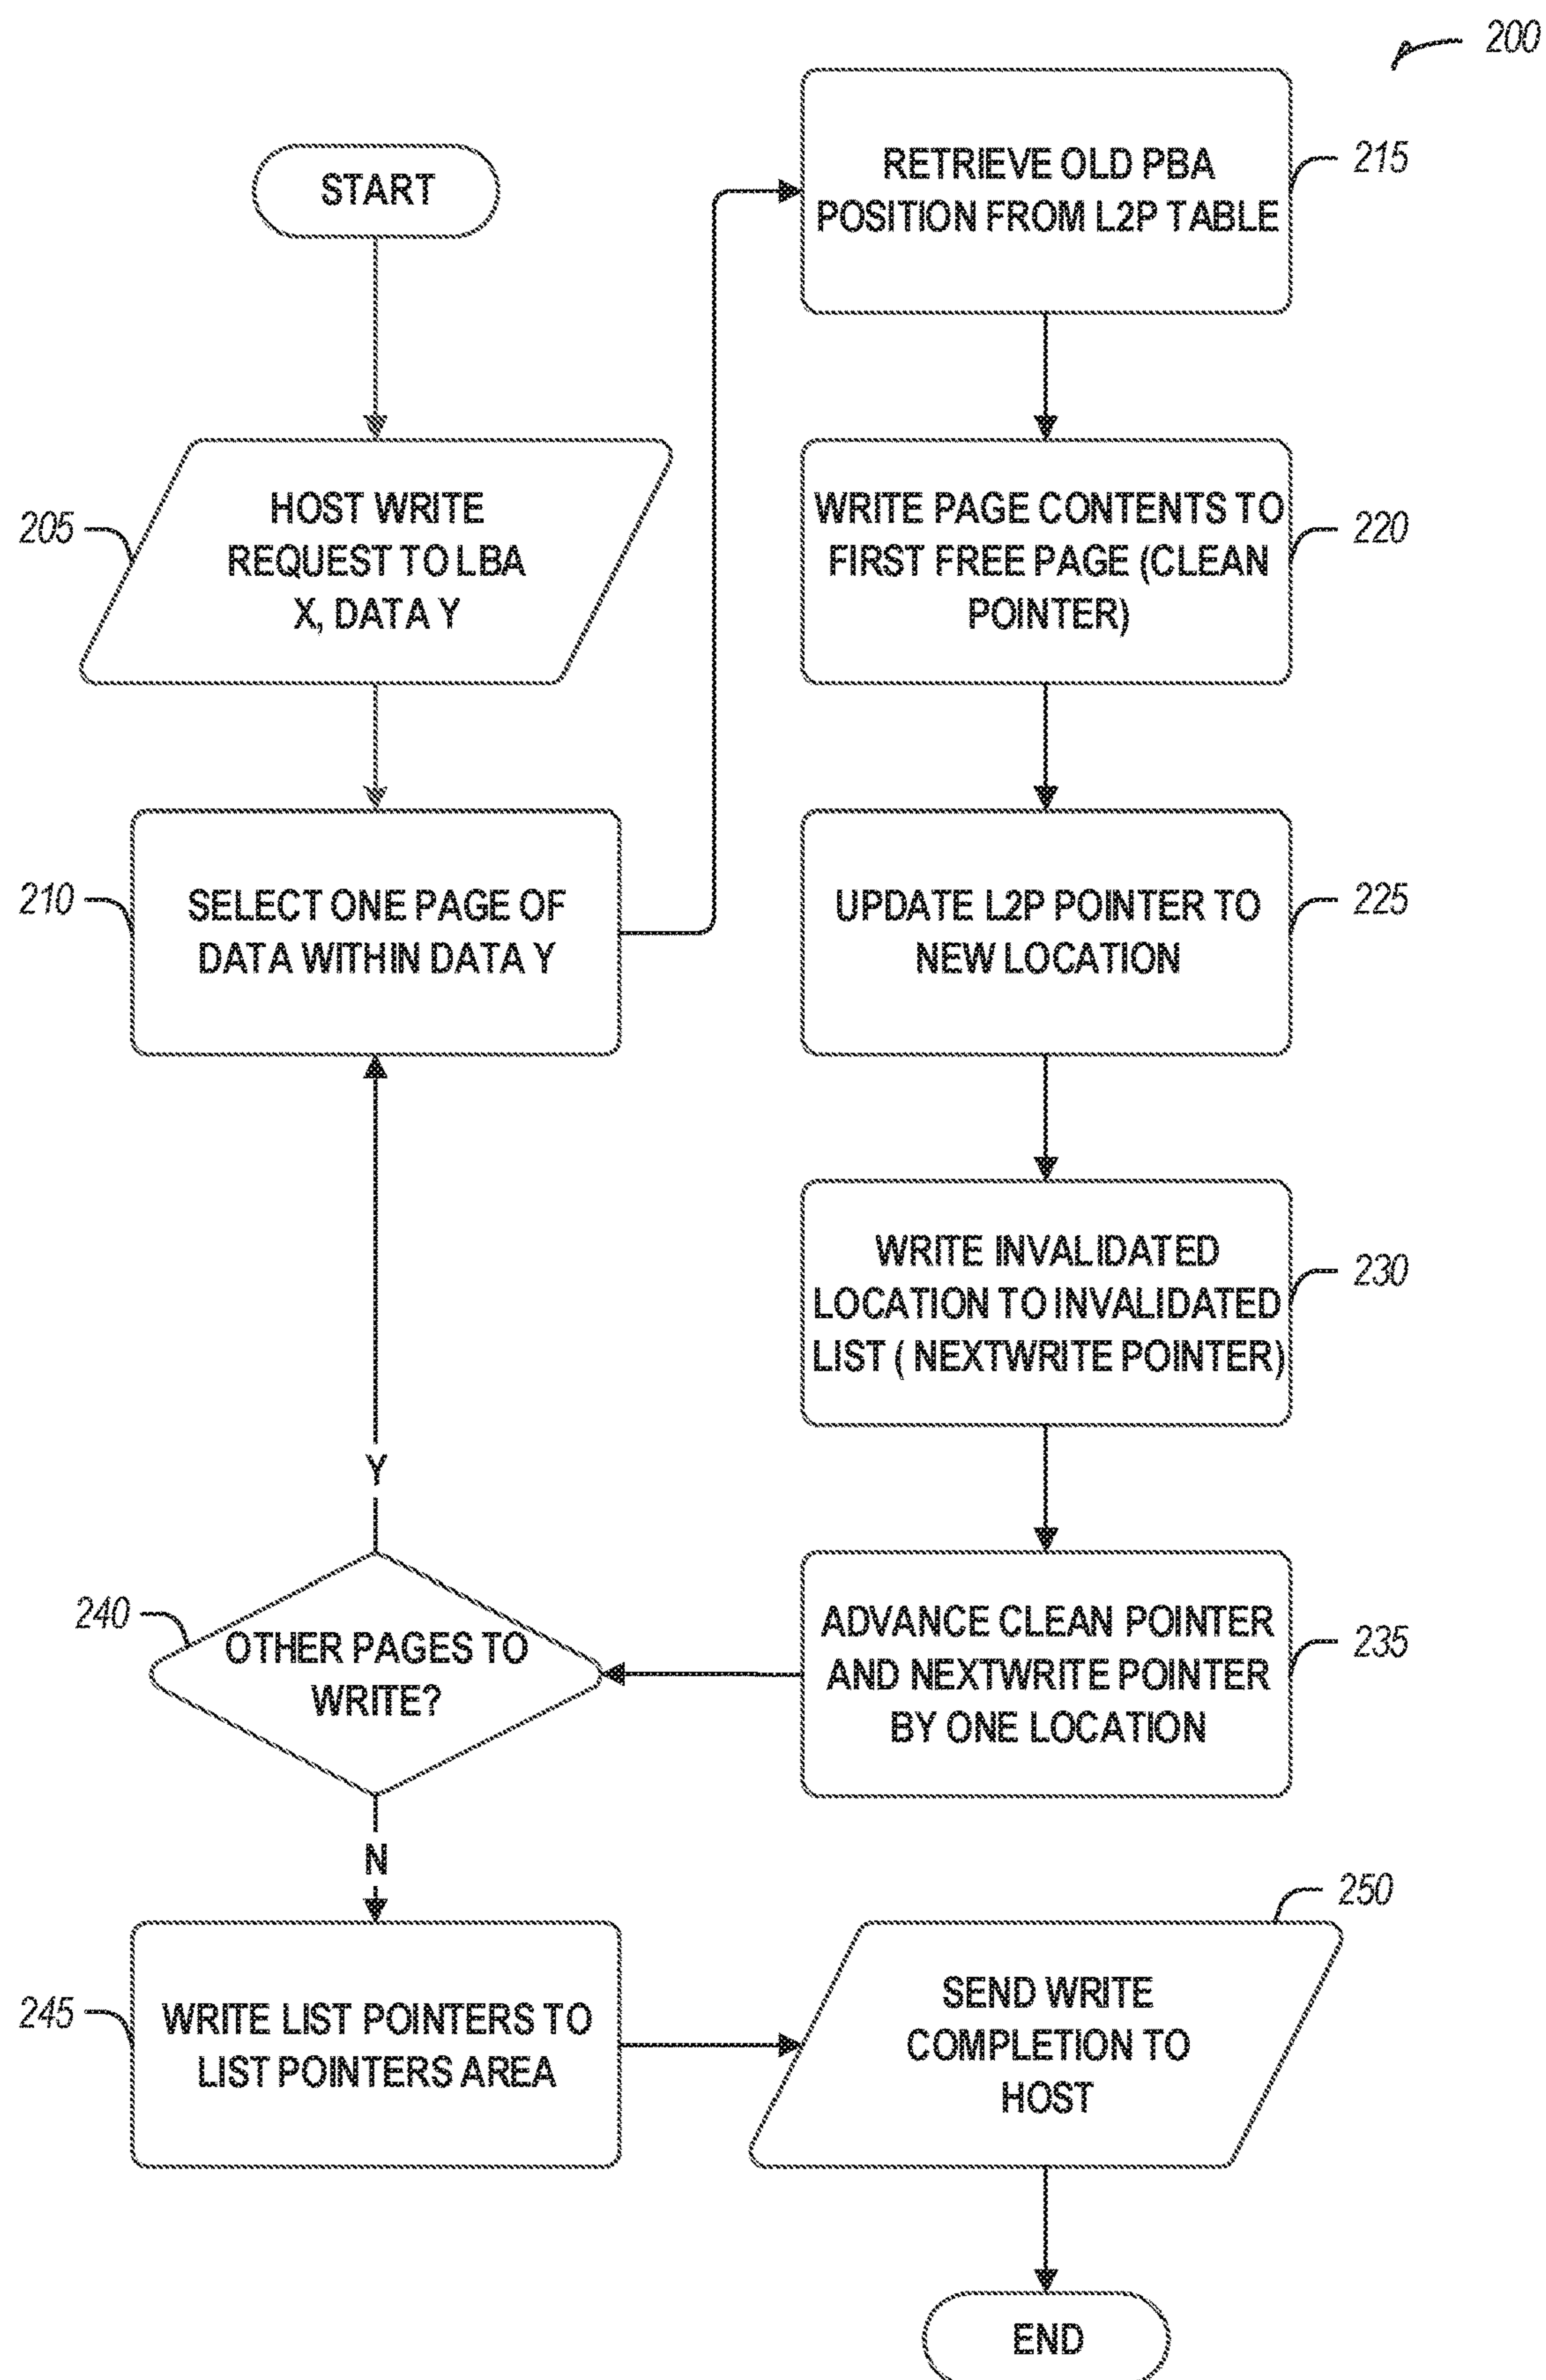 200
START
HOST WRITE
REQUEST TO LBA
X, DATA Y
205
SELECT ONE PAGE OF
DATA WITHIN DATA Y
210
RETRIEVE OLD PBA
POSITION FROM L2P TABLE
215
WRITE PAGE CONTENTS TO
FIRST FREE PAGE (CLEAN
POINTER)
220
UPDATE L2P POINTER TO
NEW LOCATION
225
WRITE INVALIDATED
LOCATION TO INVALIDATED
LIST ( NEXTWRITE POINTER)
230
ADVANCE CLEAN POINTER
AND NEXTWRITE POINTER
BY ONE LOCATION
235
240
OTHER PAGES TO
WRITE?
Y
N
245
WRITE LIST POINTERS TO
LIST POINTERS AREA
250
SEND WRITE
COMPLETION TO
HOST
END